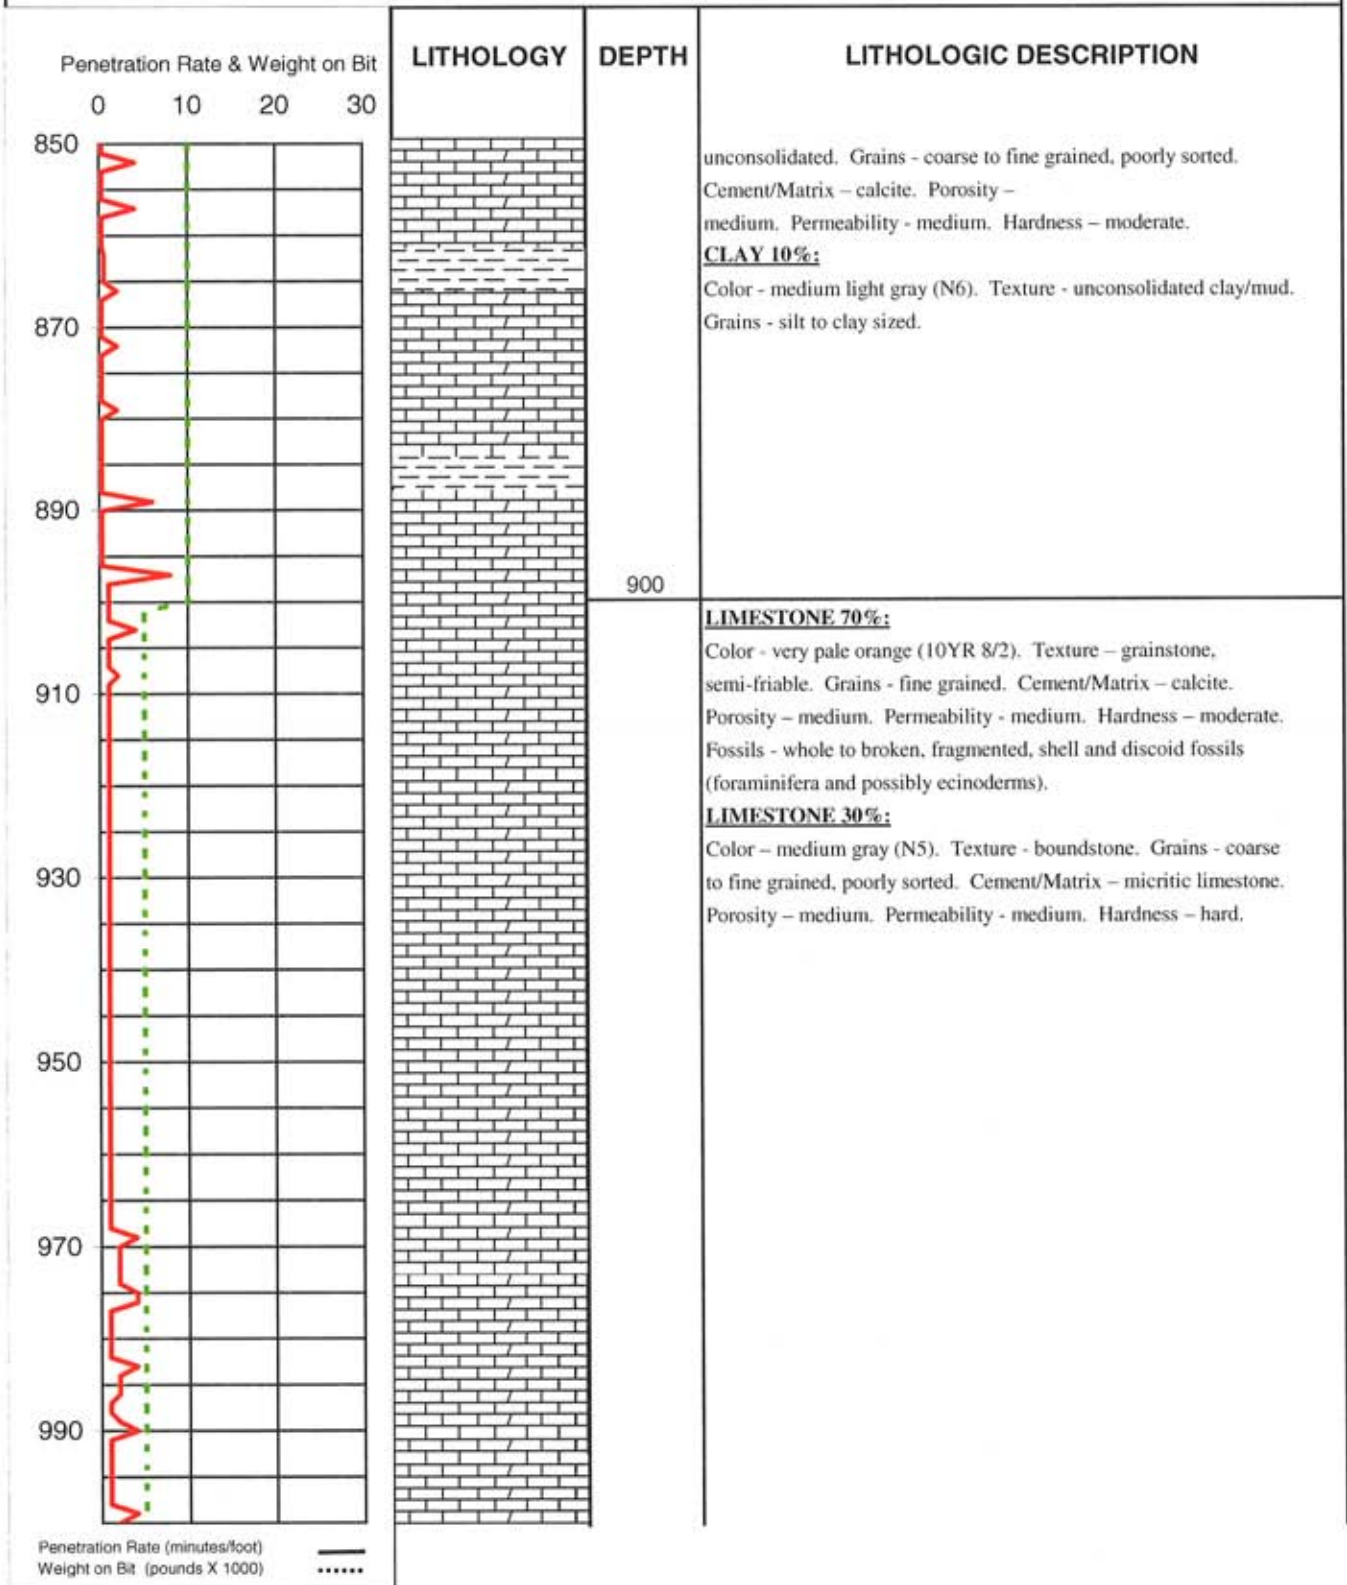 Penetration Rate & Weight on Bit
0 10 20 30
LITHOLOGY
DEPTH
LITHOLOGIC DESCRIPTION
850
870
890
910
930
950
970
990
900
unconsolidated. Grains - coarse to fine grained, poorly sorted.
Cement/Matrix – calcite. Porosity –
medium. Permeability - medium. Hardness – moderate.
CLAY 10%:
Color - medium light gray (N6). Texture - unconsolidated clay/mud.
Grains - silt to clay sized.
LIMESTONE 70%:
Color - very pale orange (10YR 8/2). Texture – grainstone,
semi-friable. Grains - fine grained. Cement/Matrix – calcite.
Porosity – medium. Permeability - medium. Hardness – moderate.
Fossils - whole to broken, fragmented, shell and discoid fossils
(foraminifera and possibly ecinoderms).
LIMESTONE 30%:
Color – medium gray (N5). Texture - boundstone. Grains - coarse
to fine grained, poorly sorted. Cement/Matrix – micritic limestone.
Porosity – medium. Permeability - medium. Hardness – hard.
Penetration Rate (minutes/foot)
Weight on Bit (pounds X 1000)